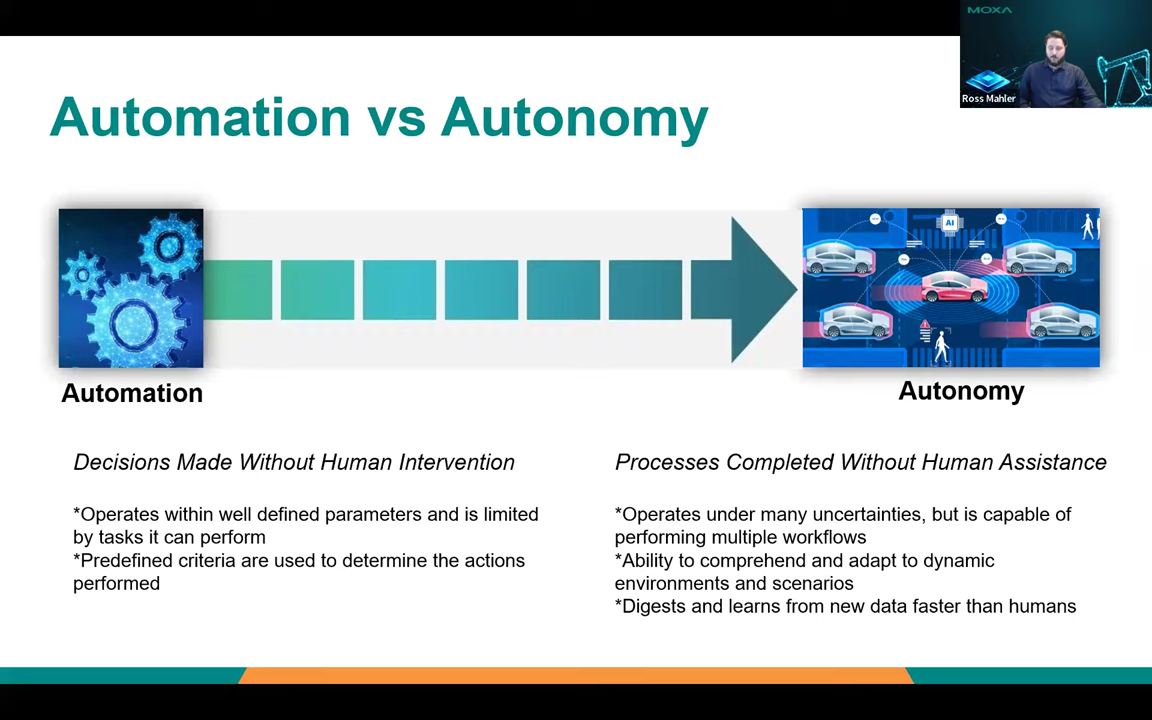 MOXA
Ross Mahler
Automation vs Autonomy
AI
Automation
Autonomy
Decisions Made Without Human Intervention
*Operates within well defined parameters and is limited
by tasks it can perform
*Predefined criteria are used to determine the actions
performed
Processes Completed Without Human Assistance
*Operates under many uncertainties, but is capable of
performing multiple workflows
*Ability to comprehend and adapt to dynamic
environments and scenarios
*Digests and learns from new data faster than humans